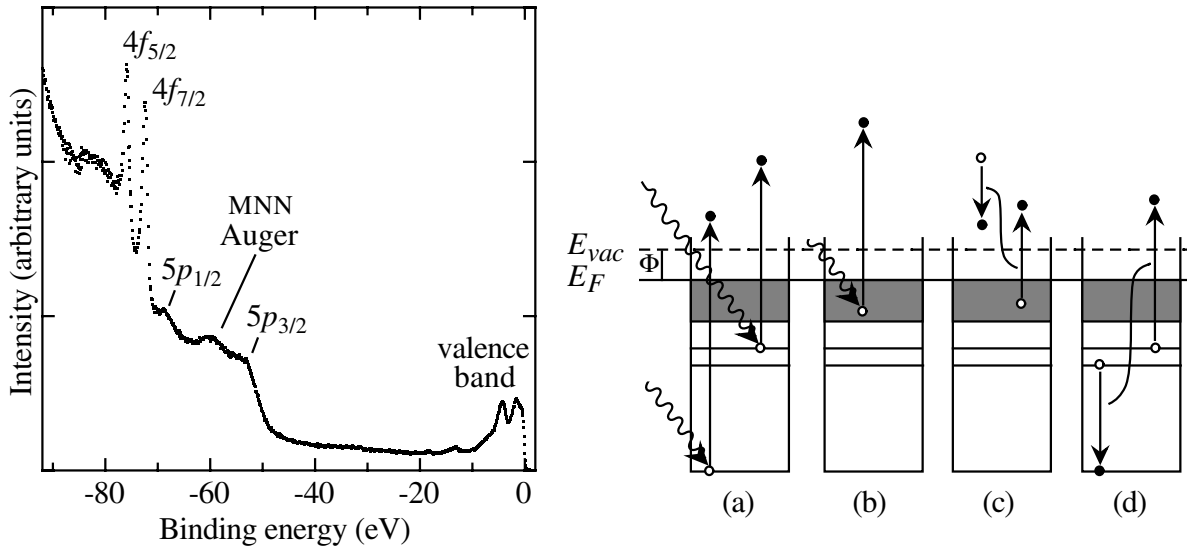 4f5/2
4f7/2
MNN
Auger
5p1/2
5p3/2
valence
band
Intensity (arbitrary units)
-80
-60
-40
-20
0
Binding energy (eV)
Evac
Φ
EF
(a)
(b)
(c)
(d)